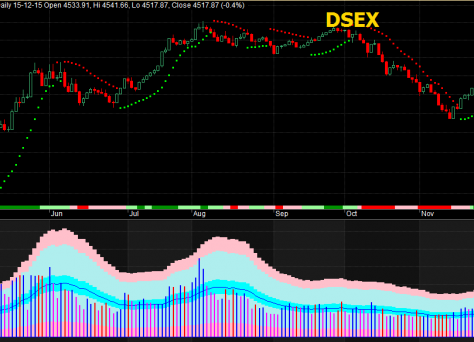 aily 15-12-15 Open 4533.91, Hi 4541.66, Lo 4517.87, Close 4517.87 (-0.4%)
DSEX
Jun Jul Aug Sep Oct Nov